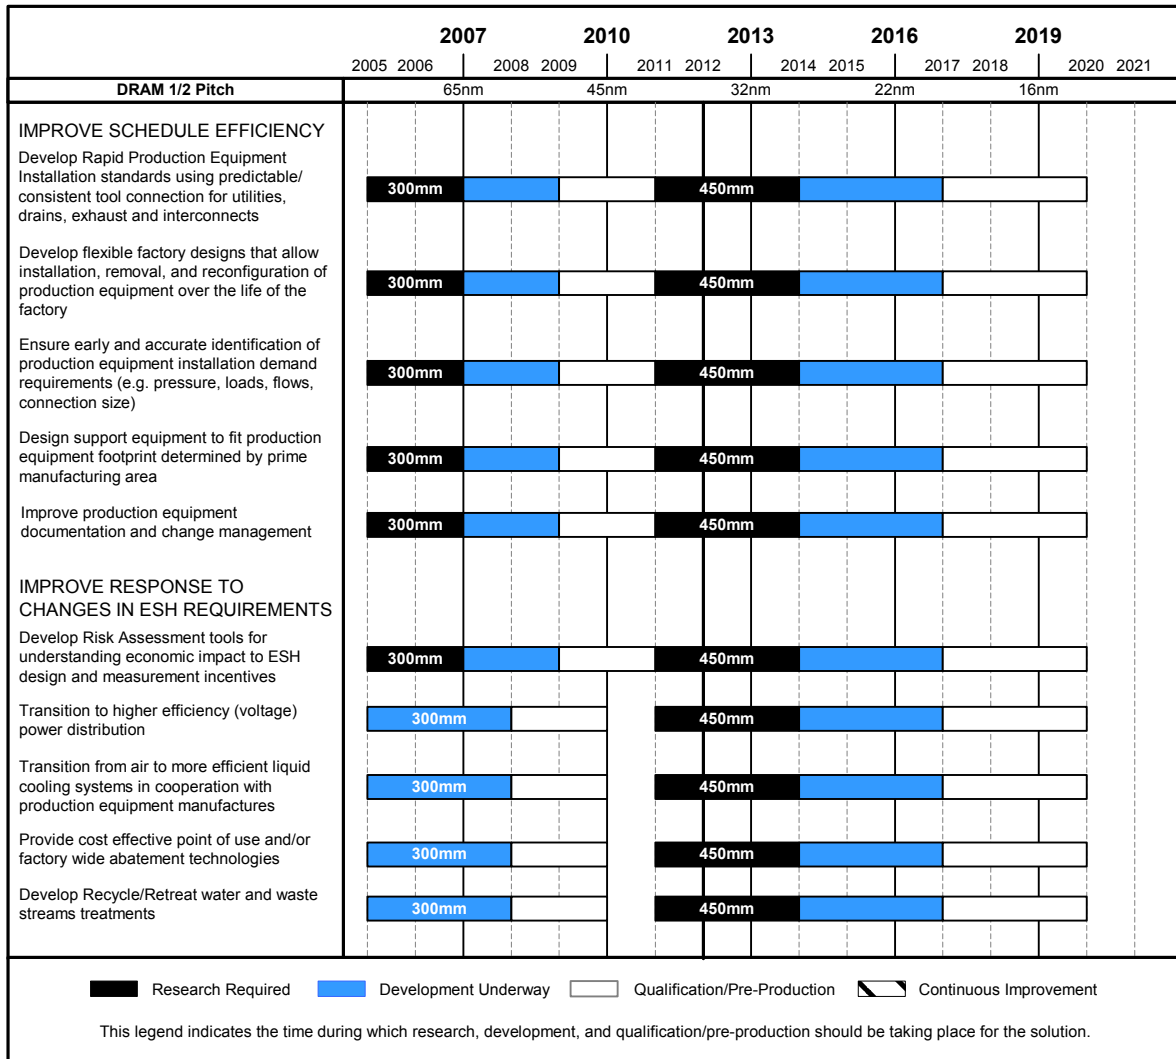 2007 2010 2013 2016 2019
2005 2006 2008 2009 2011 2012 2014 2015 2017 2018 2020 2021
DRAM 1/2 Pitch 65nm 45nm 32nm 22nm 16nm
IMPROVE SCHEDULE EFFICIENCY
Develop Rapid Production Equipment
Installation standards using predictable/
consistent tool connection for utilities,
drains, exhaust and interconnects
300mm 450mm
Develop flexible factory designs that allow
installation, removal, and reconfiguration of
production equipment over the life of the
factory
300mm 450mm
Ensure early and accurate identification of
production equipment installation demand
requirements (e.g. pressure, loads, flows,
connection size)
300mm 450mm
Design support equipment to fit production
equipment footprint determined by prime
manufacturing area
300mm 450mm
Improve production equipment
documentation and change management
300mm 450mm
IMPROVE RESPONSE TO
CHANGES IN ESH REQUIREMENTS
Develop Risk Assessment tools for
understanding economic impact to ESH
design and measurement incentives
300mm 450mm
Transition to higher efficiency (voltage)
power distribution
300mm 450mm
Transition from air to more efficient liquid
cooling systems in cooperation with
production equipment manufactures
300mm 450mm
Provide cost effective point of use and/or
factory wide abatement technologies
300mm 450mm
Develop Recycle/Retreat water and waste
streams treatments
300mm 450mm
Research Required Development Underway Qualification/Pre-Production Continuous Improvement
This legend indicates the time during which research, development, and qualification/pre-production should be taking place for the solution.